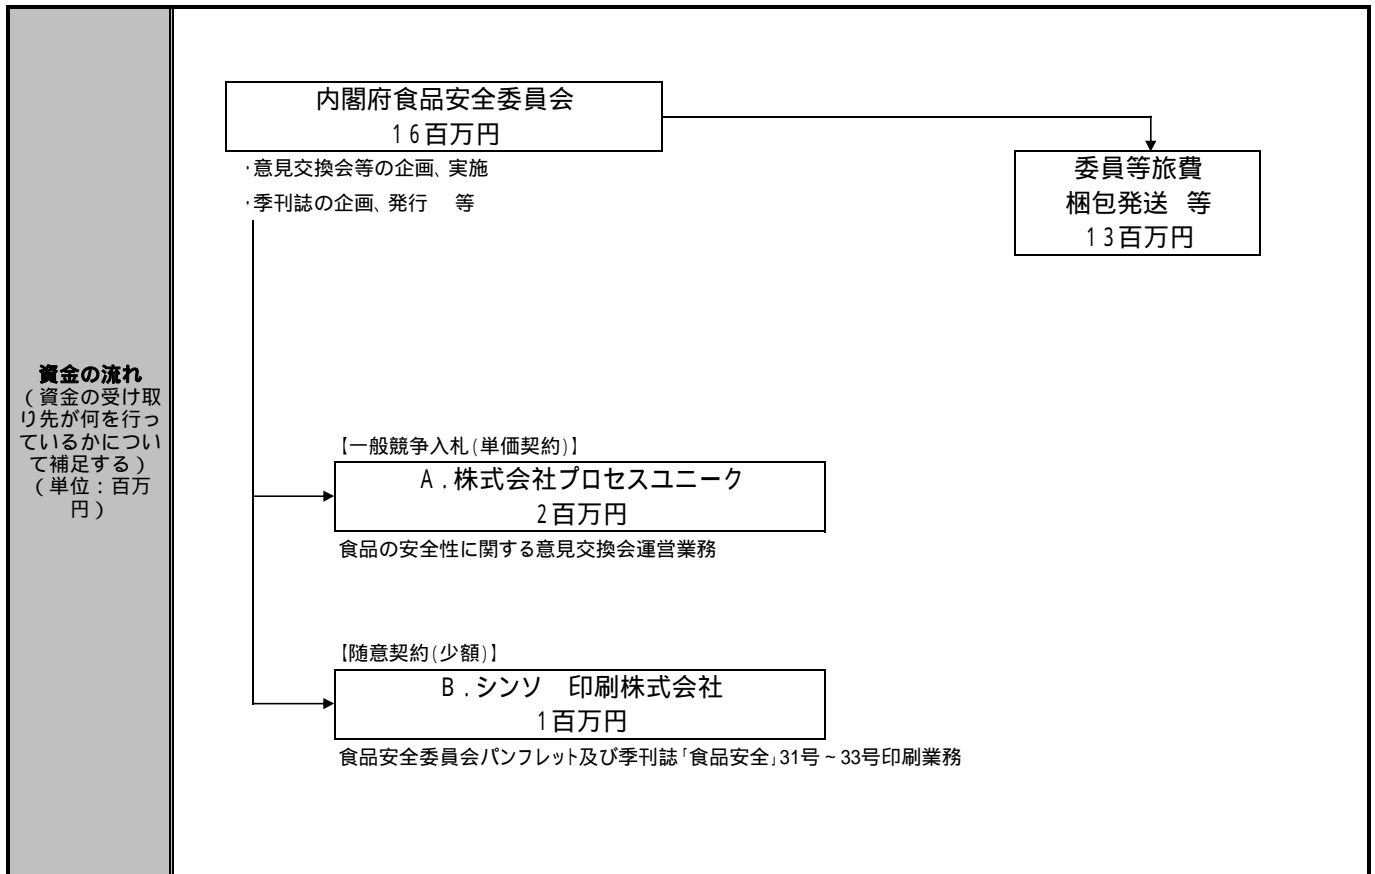 資金の流れ
(資金の受け取
り先が何を行っ
ているかについ
て補足する)
(単位:百万
円)
内閣府食品安全委員会
16百万円
・意見交換会等の企画、実施
・季刊誌の企画、発行　等
委員等旅費
梱包発送 等
13百万円
【一般競争入札(単価契約)】
A.株式会社プロセスユニーク
2百万円
食品の安全性に関する意見交換会運営業務
【随意契約(少額)】
B.シンソ　印刷株式会社
1百万円
食品安全委員会パンフレット及び季刊誌「食品安全」31号~33号印刷業務